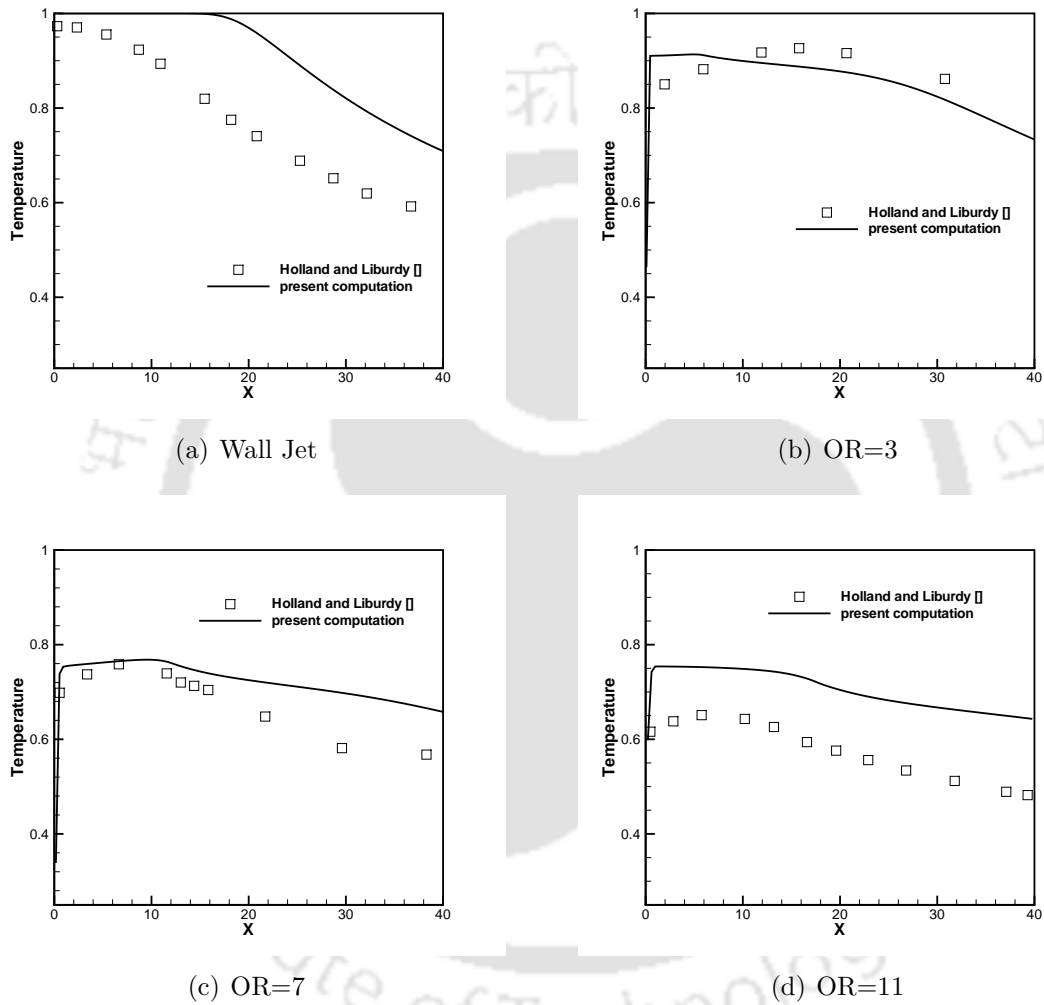 1
0.8
0.6
0.4
Temperature
Holland and Liburdy []
present computation
0 10 20 30 40
X
(a) Wall Jet
1
0.8
0.6
0.4
Temperature
Holland and Liburdy []
present computation
0 10 20 30 40
X
(b) OR=3
1
0.8
0.6
0.4
Temperature
Holland and Liburdy []
present computation
0 10 20 30 40
X
(c) OR=7
1
0.8
0.6
0.4
Temperature
Holland and Liburdy []
present computation
0 10 20 30 40
X
(d) OR=11